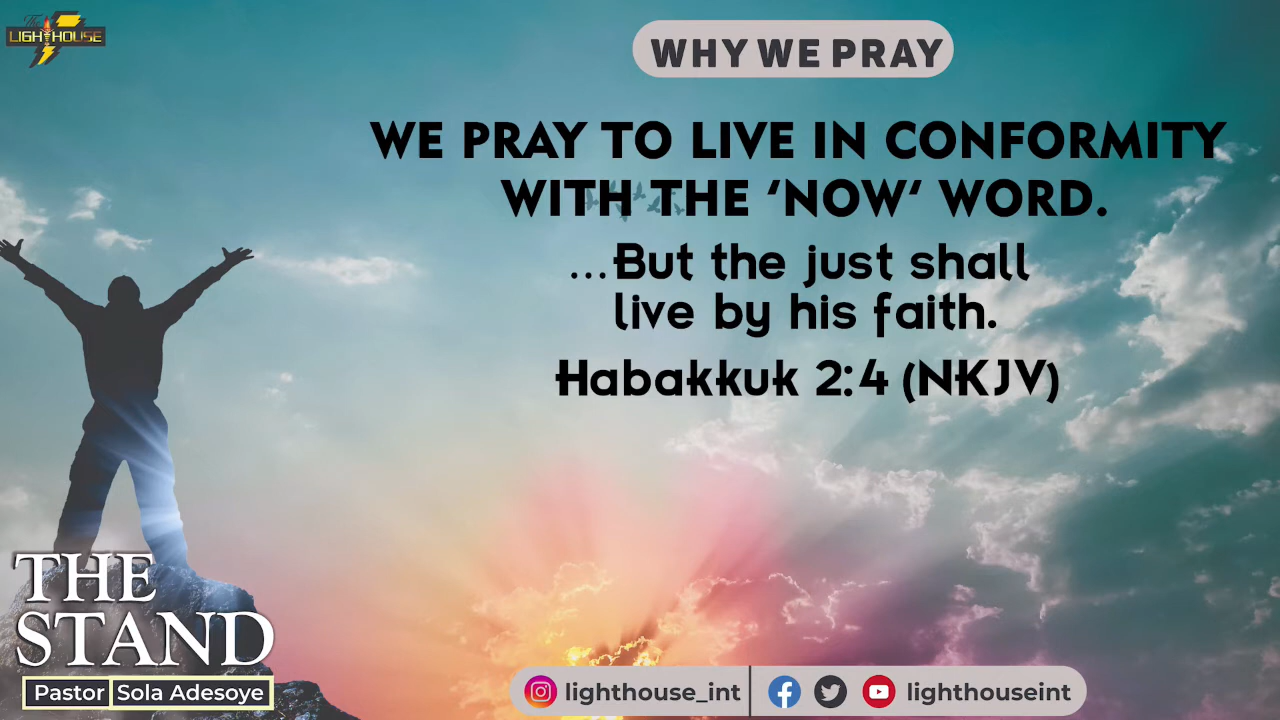 The
LIGHTHOUSE
WHY WE PRAY
WE PRAY TO LIVE IN CONFORMITY
WITH THE ‘NOW‘ WORD.
...But the just shall
live by his faith.
Habakkuk 2:4 (NKJV)
THE
STAND
Pastor Sola Adesoye
lighthouse_int lighthouseint